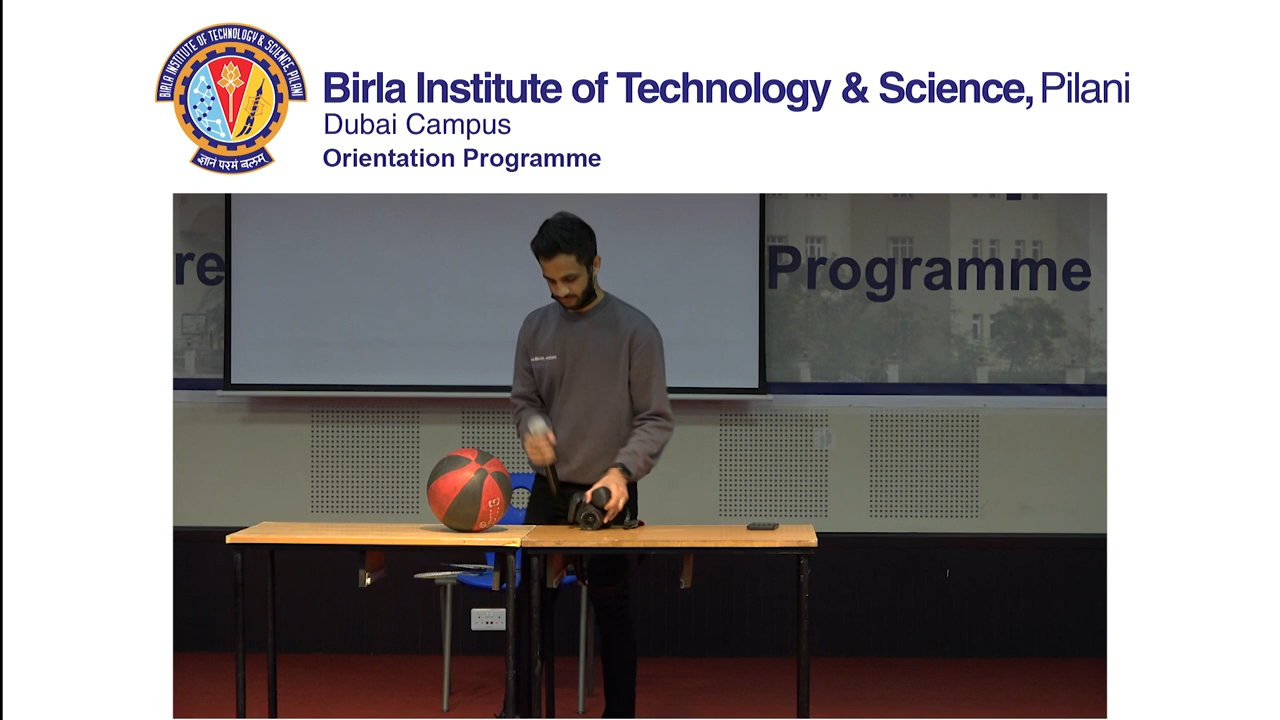 BIRLA INSTITUTE OF TECHNOLOGY & SCIENCE PILANI
ज्ञानं परमं बलम्
Birla Institute of Technology & Science, Pilani
Dubai Campus
Orientation Programme
re
Programme